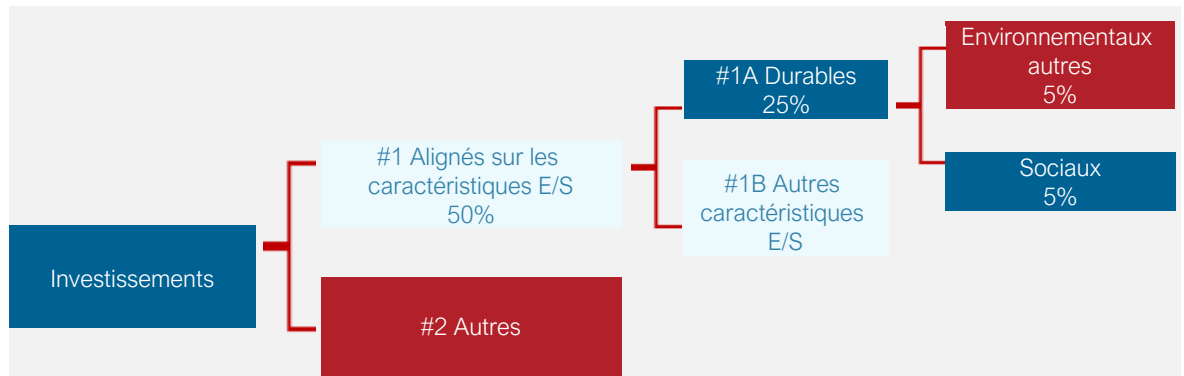 Investissements
#1 Alignés sur les
caractéristiques E/S
50%
#2 Autres
#1A Durables
25%
#1B Autres
caractéristiques
E/S
Environnementaux
autres
5%
Sociaux
5%